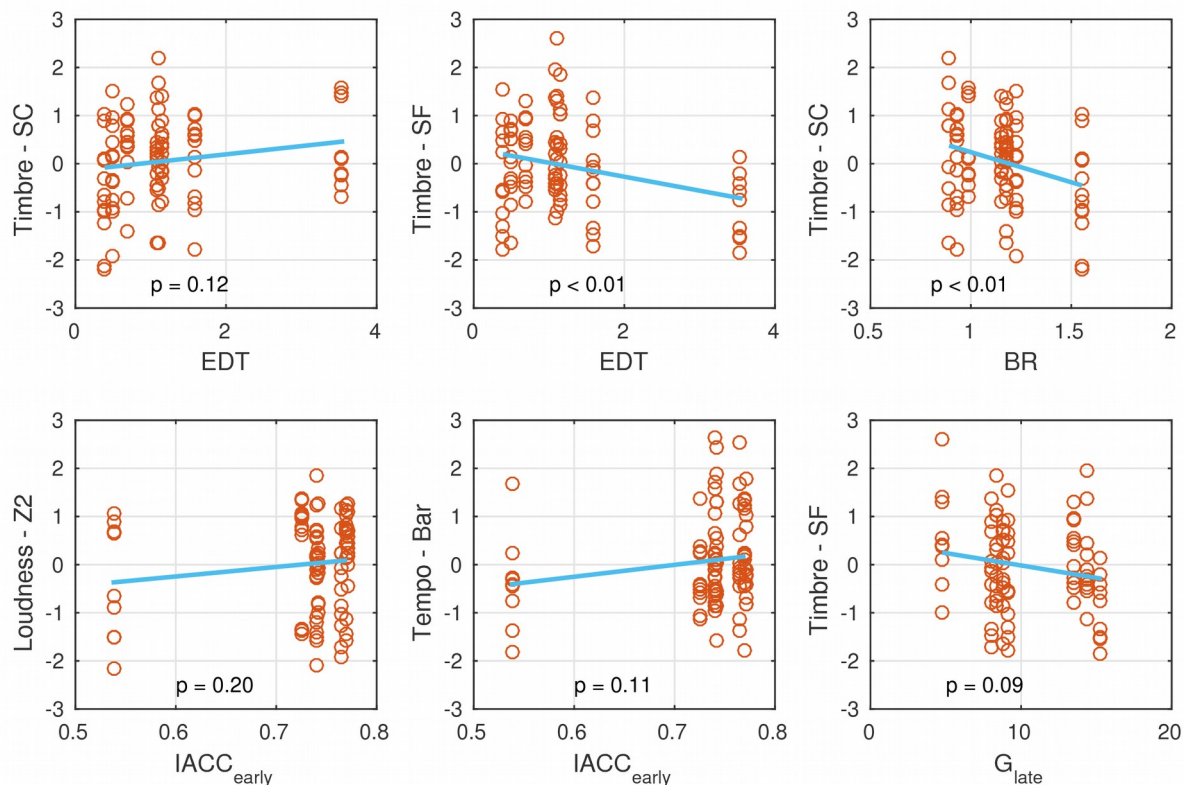 3
2
1
0
-1
-2
-3
Timbre - SC
p = 0.12
0 2 4
EDT
3
2
1
0
-1
-2
-3
Timbre - SF
p < 0.01
0 2 4
EDT
3
2
1
0
-1
-2
-3
Timbre - SC
p < 0.01
0.5 1 1.5 2
BR
3
2
1
0
-1
-2
-3
Loudness - Z2
p = 0.20
0.5 0.6 0.7 0.8
IACC early
3
2
1
0
-1
-2
-3
Tempo - Bar
p = 0.11
0.5 0.6 0.7 0.8
IACC early
3
2
1
0
-1
-2
-3
Timbre - SF
p = 0.09
0 10 20
G late